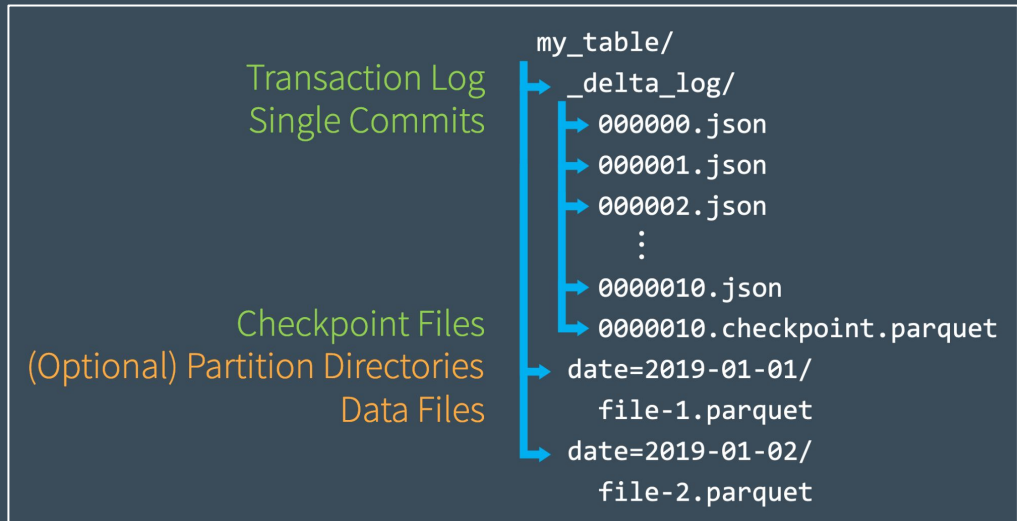 my_table/
Transaction Log
_delta_log/
Single Commits
000000.json
000001.json
000002.json
⋮
0000010.json
Checkpoint Files
0000010.checkpoint.parquet
(Optional) Partition Directories
date=2019-01-01/
Data Files
file-1.parquet
date=2019-01-02/
file-2.parquet